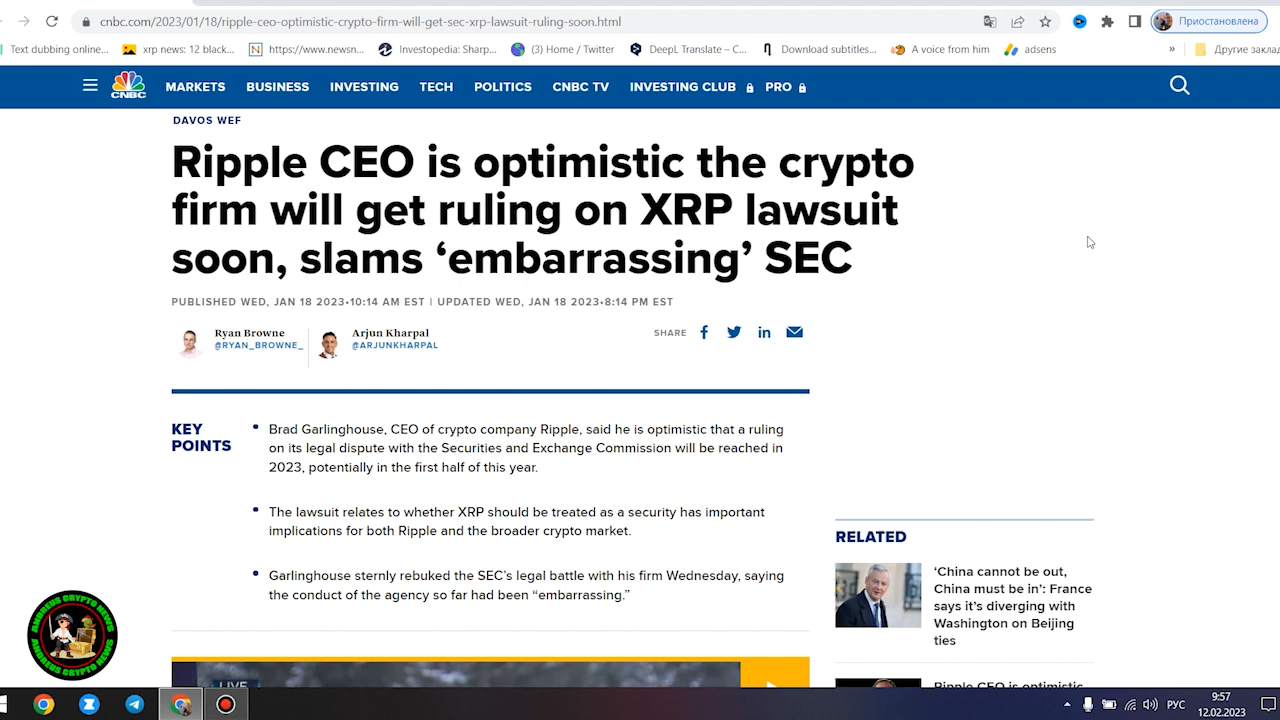 cnbc.com/2023/01/18/ripple-ceo-optimistic-crypto-firm-will-get-sec-xrp-lawsuit-ruling-soon.html
Приостановлена
Text dubbing online...
xrp news: 12 black...
https://www.newsn...
Investopedia: Sharp...
(3) Home / Twitter
DeepL Translate – C...
Download subtitles...
A voice from him
adsens
»
Другие заклад
CNBC
MARKETS
BUSINESS
INVESTING
TECH
POLITICS
CNBC TV
INVESTING CLUB
PRO
DAVOS WEF
Ripple CEO is optimistic the crypto
firm will get ruling on XRP lawsuit
soon, slams ‘embarrassing’ SEC
PUBLISHED WED, JAN 18 2023•10:14 AM EST | UPDATED WED, JAN 18 2023•8:14 PM EST
Ryan Browne
@RYAN_BROWNE_
Arjun Kharpal
@ARJUNKHARPAL
SHARE
KEY
POINTS
• Brad Garlinghouse, CEO of crypto company Ripple, said he is optimistic that a ruling
on its legal dispute with the Securities and Exchange Commission will be reached in
2023, potentially in the first half of this year.
• The lawsuit relates to whether XRP should be treated as a security has important
implications for both Ripple and the broader crypto market.
• Garlinghouse sternly rebuked the SEC’s legal battle with his firm Wednesday, saying
the conduct of the agency so far had been “embarrassing.”
RELATED
‘China cannot be out,
China must be in’: France
says it’s diverging with
Washington on Beijing
ties
Ripple CEO is optimistic
LIVE
ANDREUS CRYPTO NEWS
ANDREUS CRYPTO NEWS
РУС
9:57
12.02.2023